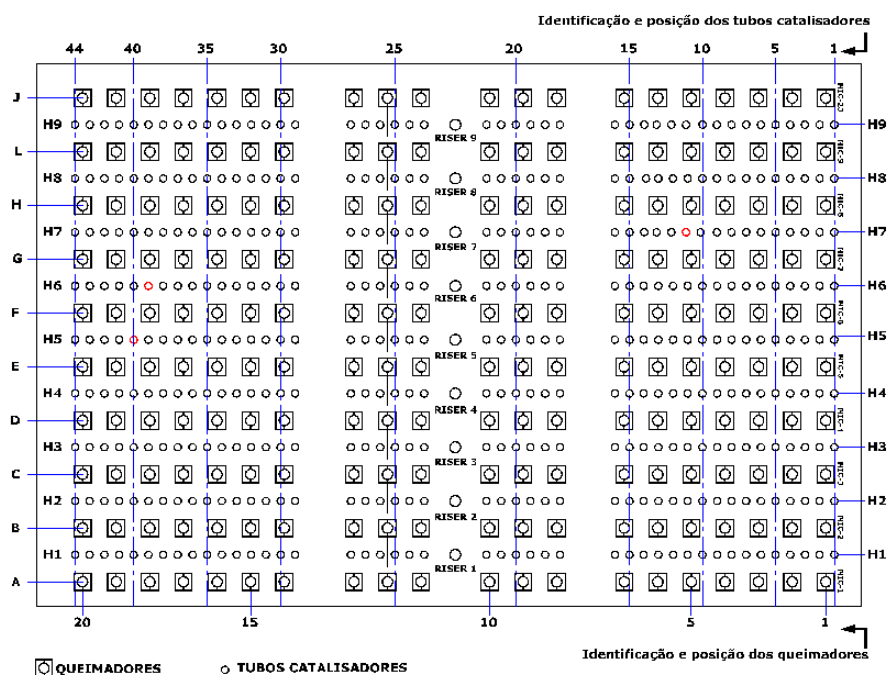 Identificação e posição dos tubos catalisadores
44 40 35 30 25 20 15 10 5 1
J
H9 RISER 9 H9
L
H8 RISER 8 H8
H
H7 RISER 7 H7
G
H6 RISER 6 H6
F
H5 RISER 5 H5
E
H4 RISER 4 H4
D
H3 RISER 3 H3
C
H2 RISER 2 H2
B
H1 RISER 1 H1
A
20 15 10 5 1
Identificação e posição dos queimadores
QUEIMADORES TUBOS CATALISADORES